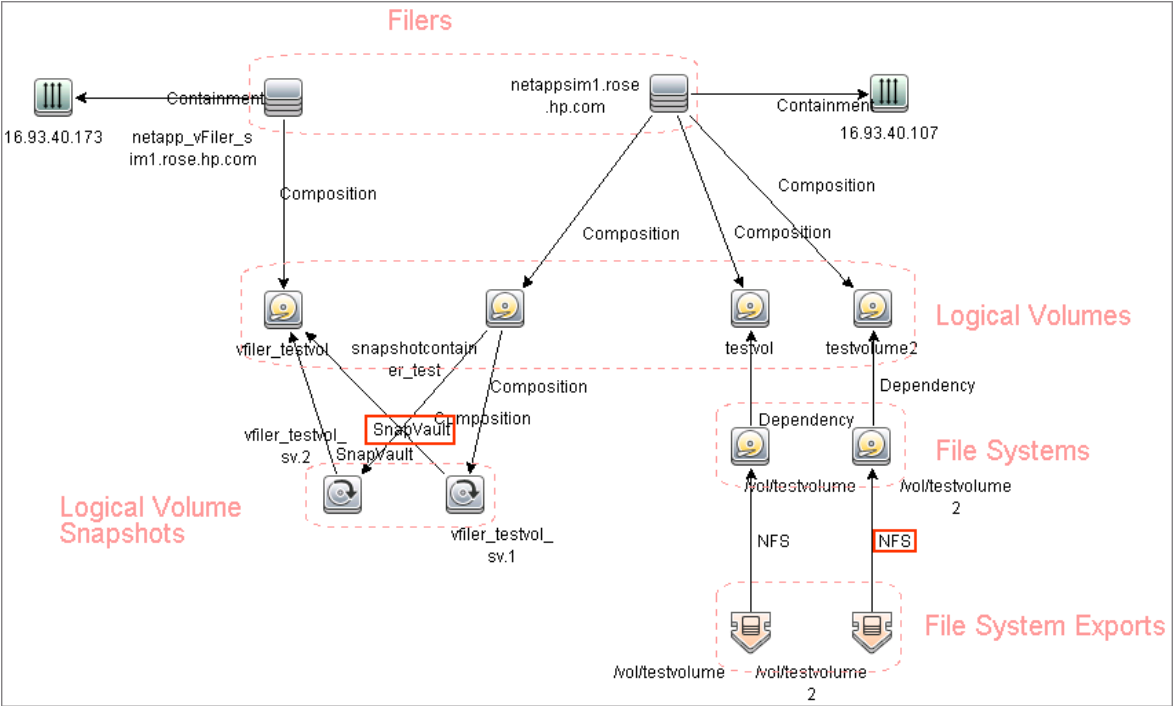 Filers
netappsim1.rose
.hp.com
Containment
Containment
16.93.40.173
netapp_vFiler_s
im1.rose.hp.com
16.93.40.107
Composition
Composition
Composition
Composition
Logical Volumes
vfiler_testvol
snapshotcontain
er_test
testvol
testvolume2
Composition
Dependency
Composition
Dependency
SnapVault
vfiler_testvol_
sv.2
SnapVault
File Systems
/vol/testvolume
/vol/testvolume
2
Logical Volume
Snapshots
vfiler_testvol_
sv.1
NFS
NFS
File System Exports
/vol/testvolume
/vol/testvolume
2